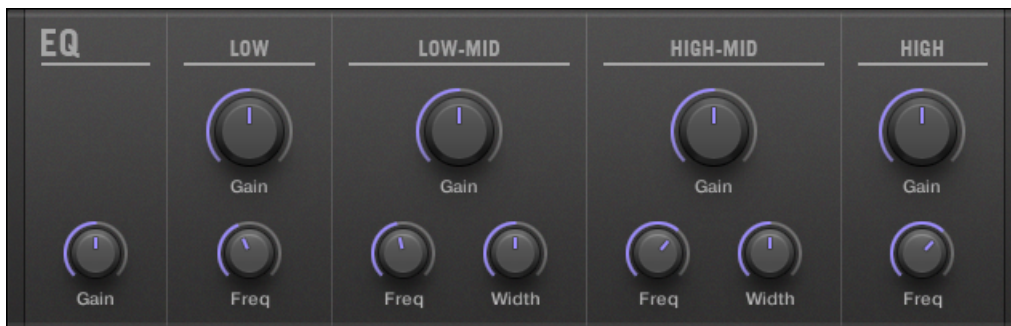 EQ
LOW
LOW-MID
HIGH-MID
HIGH
Gain
Gain
Gain
Gain
Gain
Freq
Freq
Width
Freq
Width
Freq